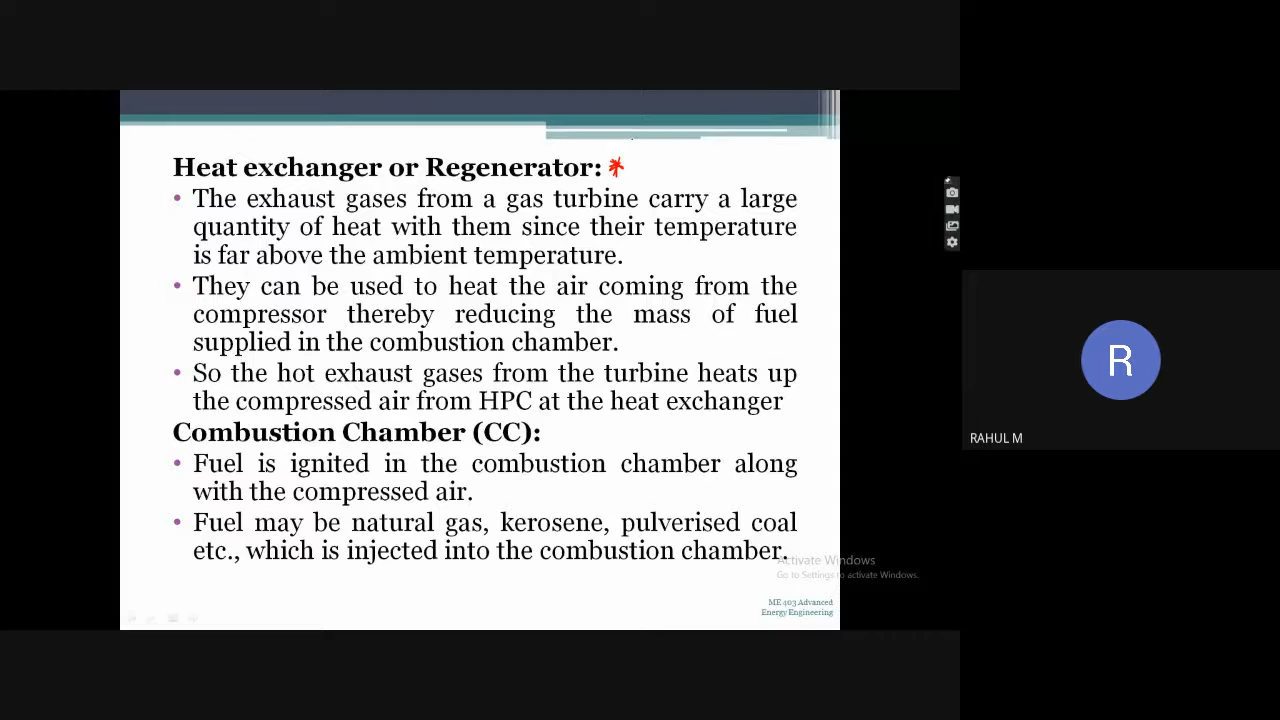 Heat exchanger or Regenerator: *
• The exhaust gases from a gas turbine carry a large
quantity of heat with them since their temperature
is far above the ambient temperature.
• They can be used to heat the air coming from the
compressor thereby reducing the mass of fuel
supplied in the combustion chamber.
• So the hot exhaust gases from the turbine heats up
the compressed air from HPC at the heat exchanger
Combustion Chamber (CC):
• Fuel is ignited in the combustion chamber along
with the compressed air.
• Fuel may be natural gas, kerosene, pulverised coal
etc., which is injected into the combustion chamber.
Activate Windows
Go to Settings to activate Windows.
ME 403 Advanced
Energy Engineering
R
RAHUL M